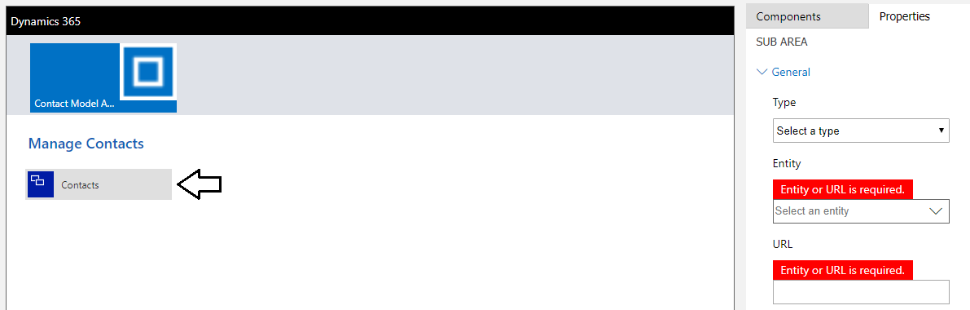 Dynamics 365
Contact Model A...
Manage Contacts
Contacts
Components
Properties
SUB AREA
General
Type
Select a type
Entity
Entity or URL is required.
Select an entity
URL
Entity or URL is required.